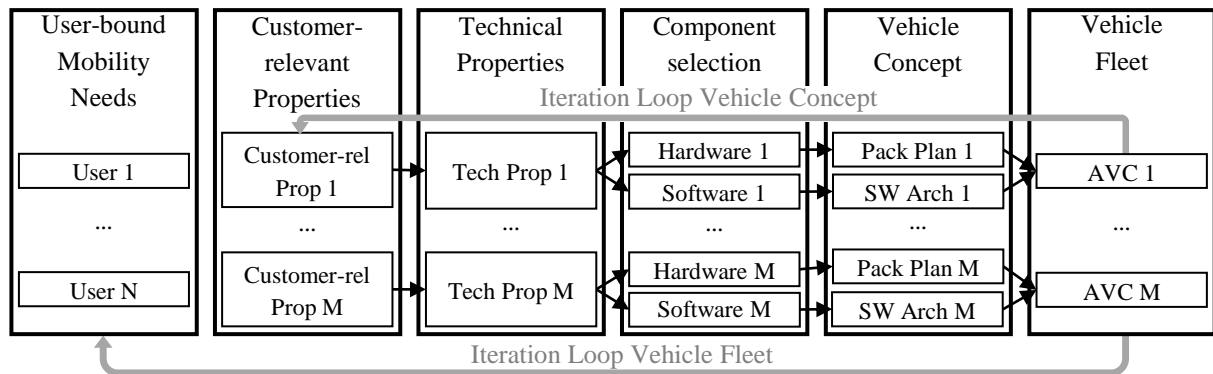 User-bound
Mobility
Needs
Customer-
relevant
Properties
Technical
Properties
Component
selection
Vehicle
Concept
Vehicle
Fleet
Iteration Loop Vehicle Concept
User 1
...
User N
Customer-rel
Prop 1
...
Customer-rel
Prop M
Tech Prop 1
...
Tech Prop M
Hardware 1
Software 1
...
Hardware M
Software M
Pack Plan 1
SW Arch 1
...
Pack Plan M
SW Arch M
AVC 1
...
AVC M
Iteration Loop Vehicle Fleet